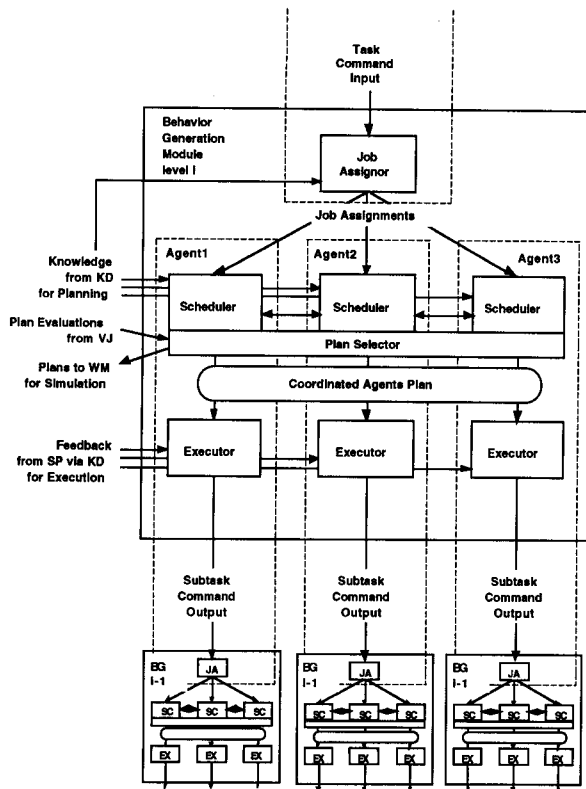 Task
Command
Input
Behavior
Generation
Module
level I
Job
Assignor
Job Assignments
Agent1
Agent2
Agent3
Knowledge
from KD
for Planning
Scheduler
Scheduler
Scheduler
Plan Evaluations
from VJ
Plan Selector
Plans to WM
for Simulation
Coordinated Agents Plan
Feedback
from SP via KD
for Execution
Executor
Executor
Executor
Subtask
Command
Output
Subtask
Command
Output
Subtask
Command
Output
BG
I-1
JA
SC
SC
SC
EX
EX
EX
BG
I-1
JA
SC
SC
SC
EX
EX
EX
BG
I-1
JA
SC
SC
SC
EX
EX
EX